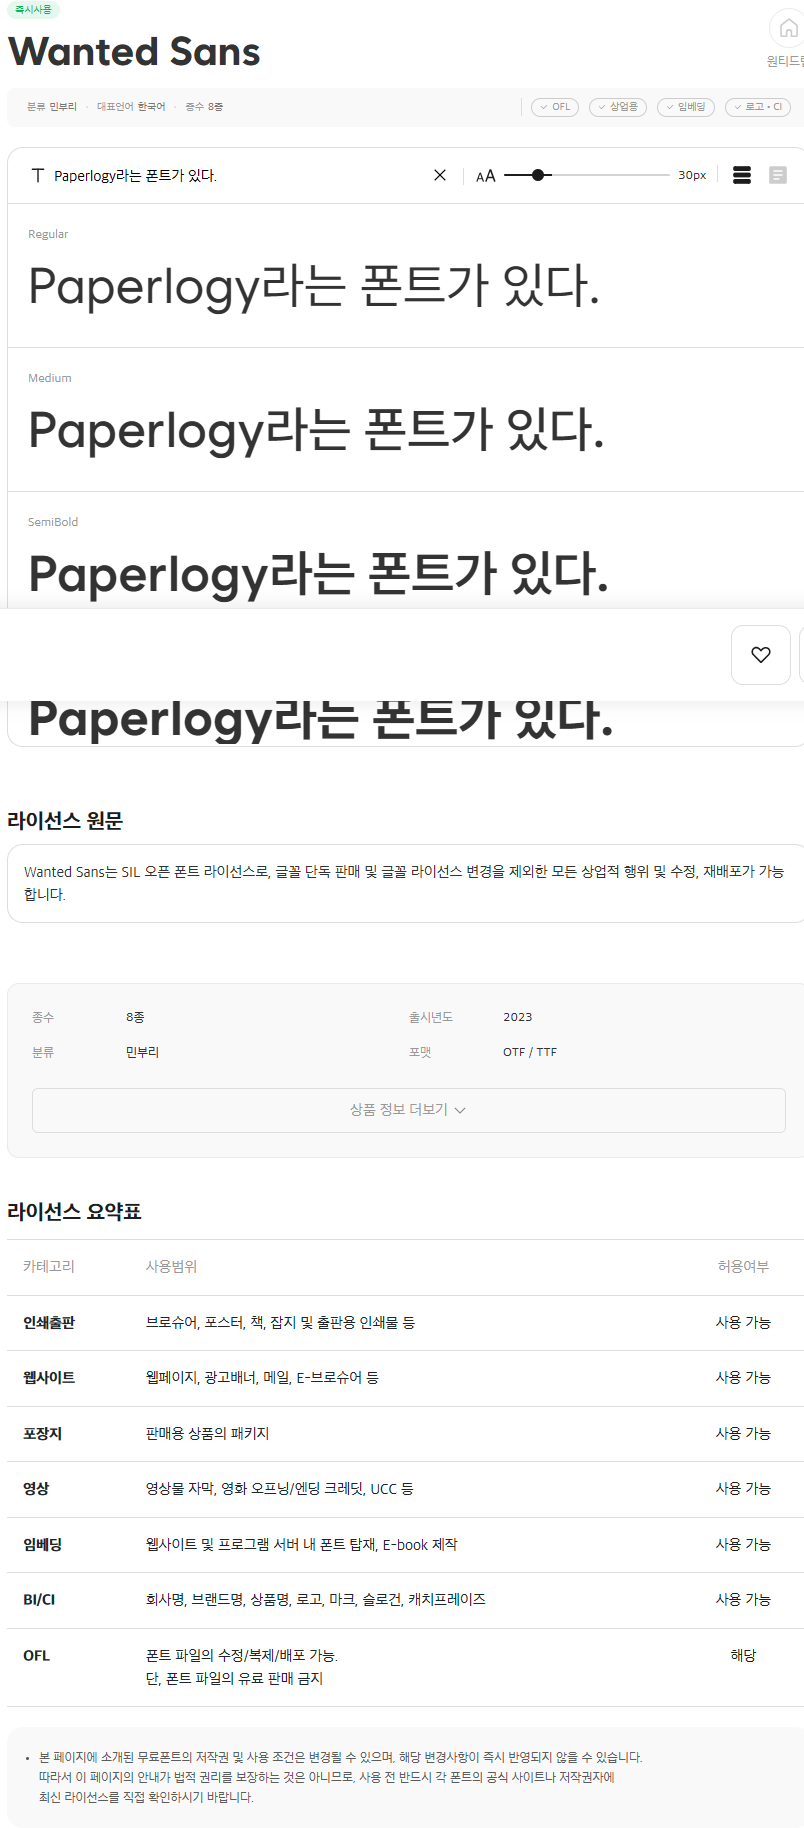 즉시사용
Wanted Sans
분류 민부리 · 대표언어 한국어 · 종수 8종
OFL 상업용 임베딩 로고·CI
Paperlogy라는 폰트가 있다.
AA 30px
Regular
Paperlogy라는 폰트가 있다.
Medium
Paperlogy라는 폰트가 있다.
SemiBold
Paperlogy라는 폰트가 있다.
Paperlogy라는 폰트가 있다.
라이선스 원문
Wanted Sans는 SIL 오픈 폰트 라이선스로, 글꼴 단독 판매 및 글꼴 라이선스 변경을 제외한 모든 상업적 행위 및 수정, 재배포가 가능
합니다.
종수 8종 출시년도 2023
분류 민부리 포맷 OTF / TTF
상품 정보 더보기
라이선스 요약표
카테고리 사용범위 허용여부
인쇄출판 브로슈어, 포스터, 책, 잡지 및 출판용 인쇄물 등 사용 가능
웹사이트 웹페이지, 광고배너, 메일, E-브로슈어 등 사용 가능
포장지 판매용 상품의 패키지 사용 가능
영상 영상물 자막, 영화 오프닝/엔딩 크레딧, UCC 등 사용 가능
임베딩 웹사이트 및 프로그램 서버 내 폰트 탑재, E-book 제작 사용 가능
BI/CI 회사명, 브랜드명, 상품명, 로고, 마크, 슬로건, 캐치프레이즈 사용 가능
OFL 폰트 파일의 수정/복제/배포 가능. 해당
단, 폰트 파일의 유료 판매 금지
• 본 페이지에 소개된 무료폰트의 저작권 및 사용 조건은 변경될 수 있으며, 해당 변경사항이 즉시 반영되지 않을 수 있습니다.
따라서 이 페이지의 안내가 법적 권리를 보장하는 것은 아니므로, 사용 전 반드시 각 폰트의 공식 사이트나 저작권자에
최신 라이선스를 직접 확인하시기 바랍니다.